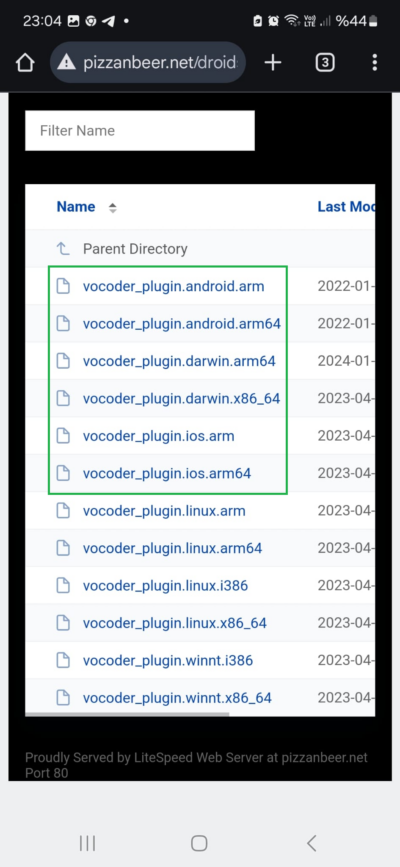 23:04 Vo) LTE %44
pizzanbeer.net/droid 3
Filter Name
Name Last Moc
Parent Directory
vocoder_plugin.android.arm 2022-01-
vocoder_plugin.android.arm64 2022-01-
vocoder_plugin.darwin.arm64 2024-01-
vocoder_plugin.darwin.x86_64 2023-04-
vocoder_plugin.ios.arm 2023-04-
vocoder_plugin.ios.arm64 2023-04-
vocoder_plugin.linux.arm 2023-04-
vocoder_plugin.linux.arm64 2023-04-
vocoder_plugin.linux.i386 2023-04-
vocoder_plugin.linux.x86_64 2023-04-
vocoder_plugin.winnt.i386 2023-04-
vocoder_plugin.winnt.x86_64 2023-04-
Proudly Served by LiteSpeed Web Server at pizzanbeer.net
Port 80